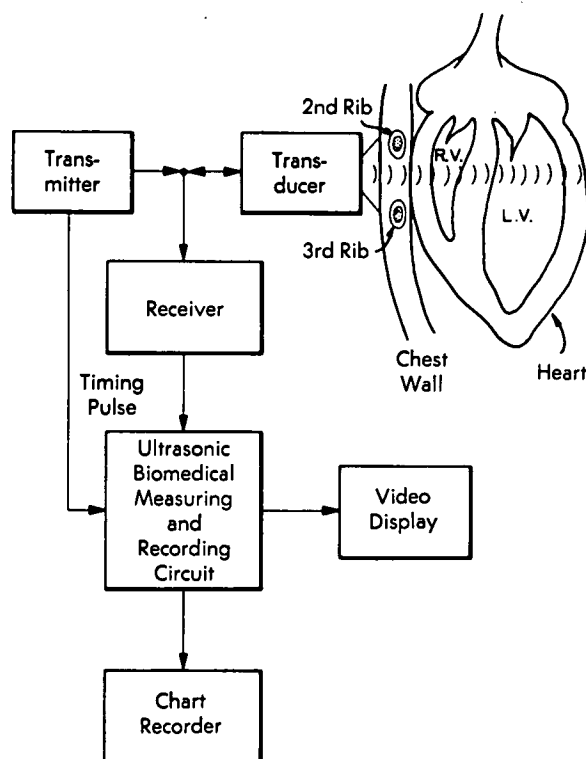 2nd Rib
Trans-
mitter
Trans-
ducer
R.V.
L.V.
3rd Rib
Receiver
Chest
Wall
Heart
Timing
Pulse
Ultrasonic
Biomedical
Measuring
and
Recording
Circuit
Video
Display
Chart
Recorder